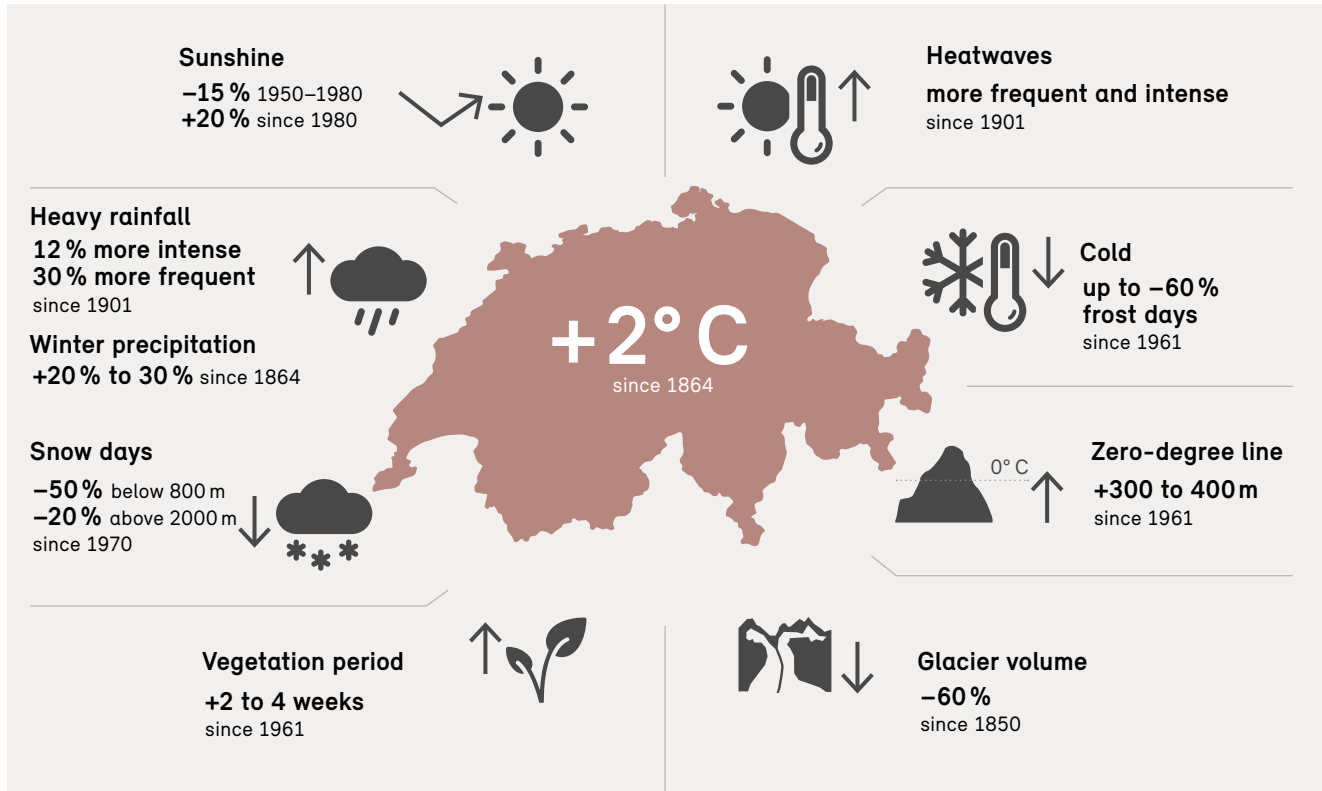 Sunshine
–15 % 1950–1980
+20 % since 1980
Heatwaves
more frequent and intense
since 1901
Heavy rainfall
12 % more intense
30 % more frequent
since 1901
Winter precipitation
+20 % to 30 % since 1864
+2° C
since 1864
Cold
up to –60 %
frost days
since 1961
Snow days
–50 % below 800 m
–20 % above 2000 m
since 1970
0° C
Zero-degree line
+300 to 400 m
since 1961
Vegetation period
+2 to 4 weeks
since 1961
Glacier volume
–60 %
since 1850